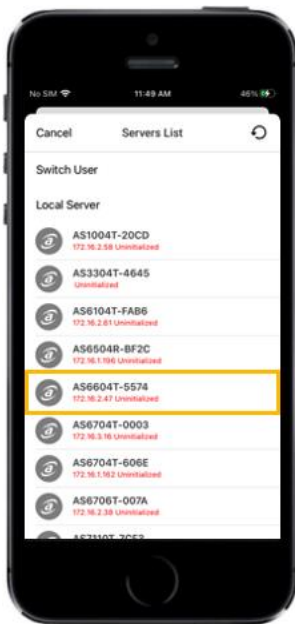 No SIM 11:49 AM 46%
Cancel Servers List
Switch User
Local Server
AS1004T-20CD
172.16.2.58 Uninitialized
AS3304T-4645
Uninitialized
AS6104T-FAB6
172.16.2.61 Uninitialized
AS6504R-BF2C
172.16.1.196 Uninitialized
AS6604T-5574
172.16.2.47 Uninitialized
AS6704T-0003
172.16.3.16 Uninitialized
AS6704T-606E
172.16.1.162 Uninitialized
AS6706T-007A
172.16.2.38 Uninitialized